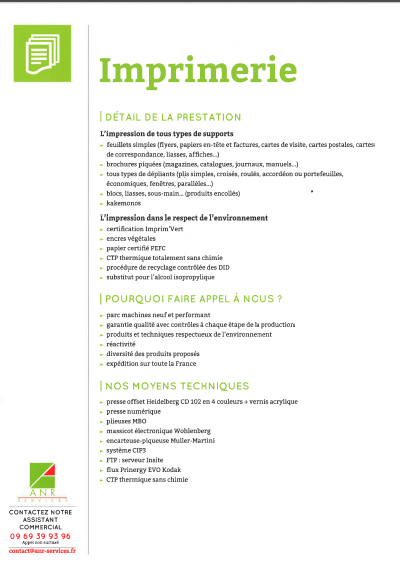 Imprimerie
DÉTAIL DE LA PRESTATION
L'impression de tous types de supports
feuillets simples (flyers, papiers en-tête et factures, cartes de visite, cartes postales, cartes
de correspondance, liasses, affiches...)
brochures piquées (magazines, catalogues, journaux, manuels...)
tous types de dépliants (plis simples, croisés, roulés, accordéon ou portefeuilles,
économiques, fenêtres, parallèles...)
blocs, liasses, sous-main... (produits encollés)
kakemonos
L'impression dans le respect de l'environnement
certification Imprim'Vert
encres végétales
papier certifié PEFC
CTP thermique totalement sans chimie
procédure de recyclage contrôlée des DID
substitut pour l'alcool isopropylique
POURQUOI FAIRE APPEL À NOUS ?
parc machines neuf et performant
garantie qualité avec contrôles à chaque étape de la production
produits et techniques respectueux de l'environnement
réactivité
diversité des produits proposés
expédition sur toute la France
NOS MOYENS TECHNIQUES
presse offset Heidelberg CD 102 en 4 couleurs + vernis acrylique
presse numérique
plieuses MBO
massicot électronique Wohlenberg
encarteuse-piqueuse Muller-Martini
système CIP3
FTP : serveur Insite
flux Prinergy EVO Kodak
CTP thermique sans chimie
ANR
SERVICES
CONTACTEZ NOTRE
ASSISTANT
COMMERCIAL
09 69 39 93 96
Appel non surtaxé
contact@anr-services.fr